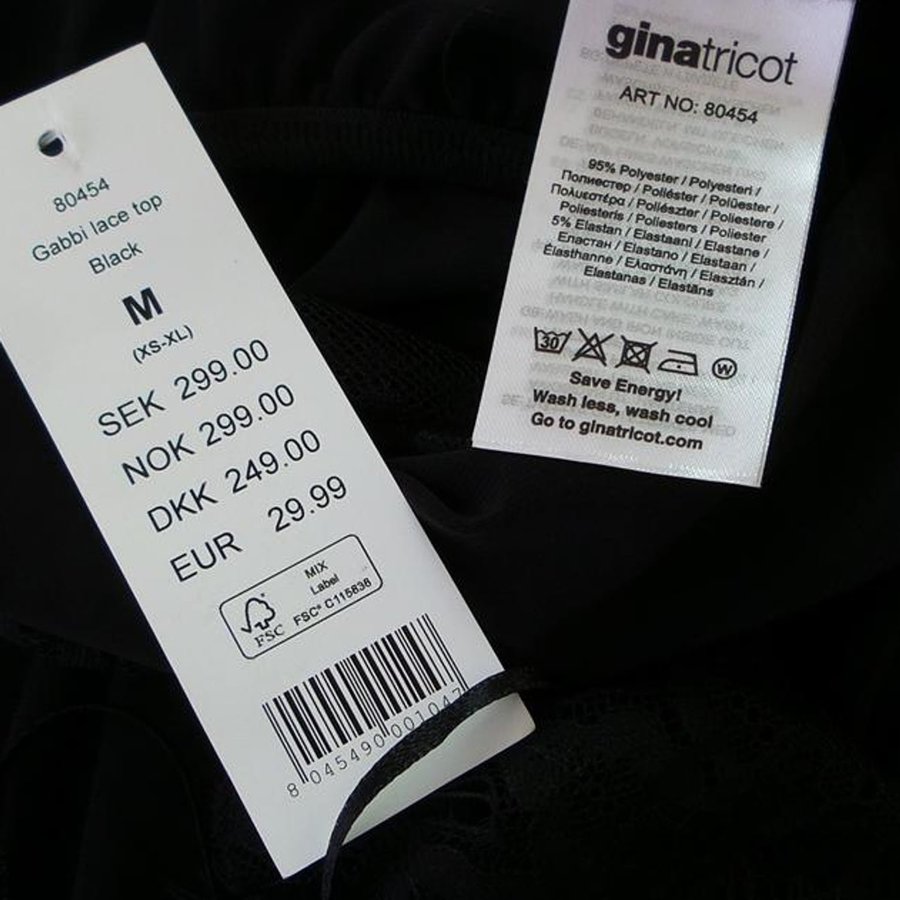 80454
Gabbi lace top
Black
M
(XS-XL)
SEK 299.00
NOK 299.00
DKK 249.00
EUR 29.99
MIX
Label
FSC® C115838
FSC
8 045490 001047
ginatricot
ART NO: 80454
95% Polyester / Polyesteri /
Полиестер / Poliéster / Polüester /
Πολυεστέρα / Poliészter / Poliestere /
Poliesteris / Poliesters / Poliester
5% Elastan / Elastaani / Elastane /
Еластан / Elastano / Elastaan /
Élasthanne / Ελαστάνη / Elasztán /
Elastanas / Elastāns
30
W
Save Energy!
Wash less, wash cool
Go to ginatricot.com